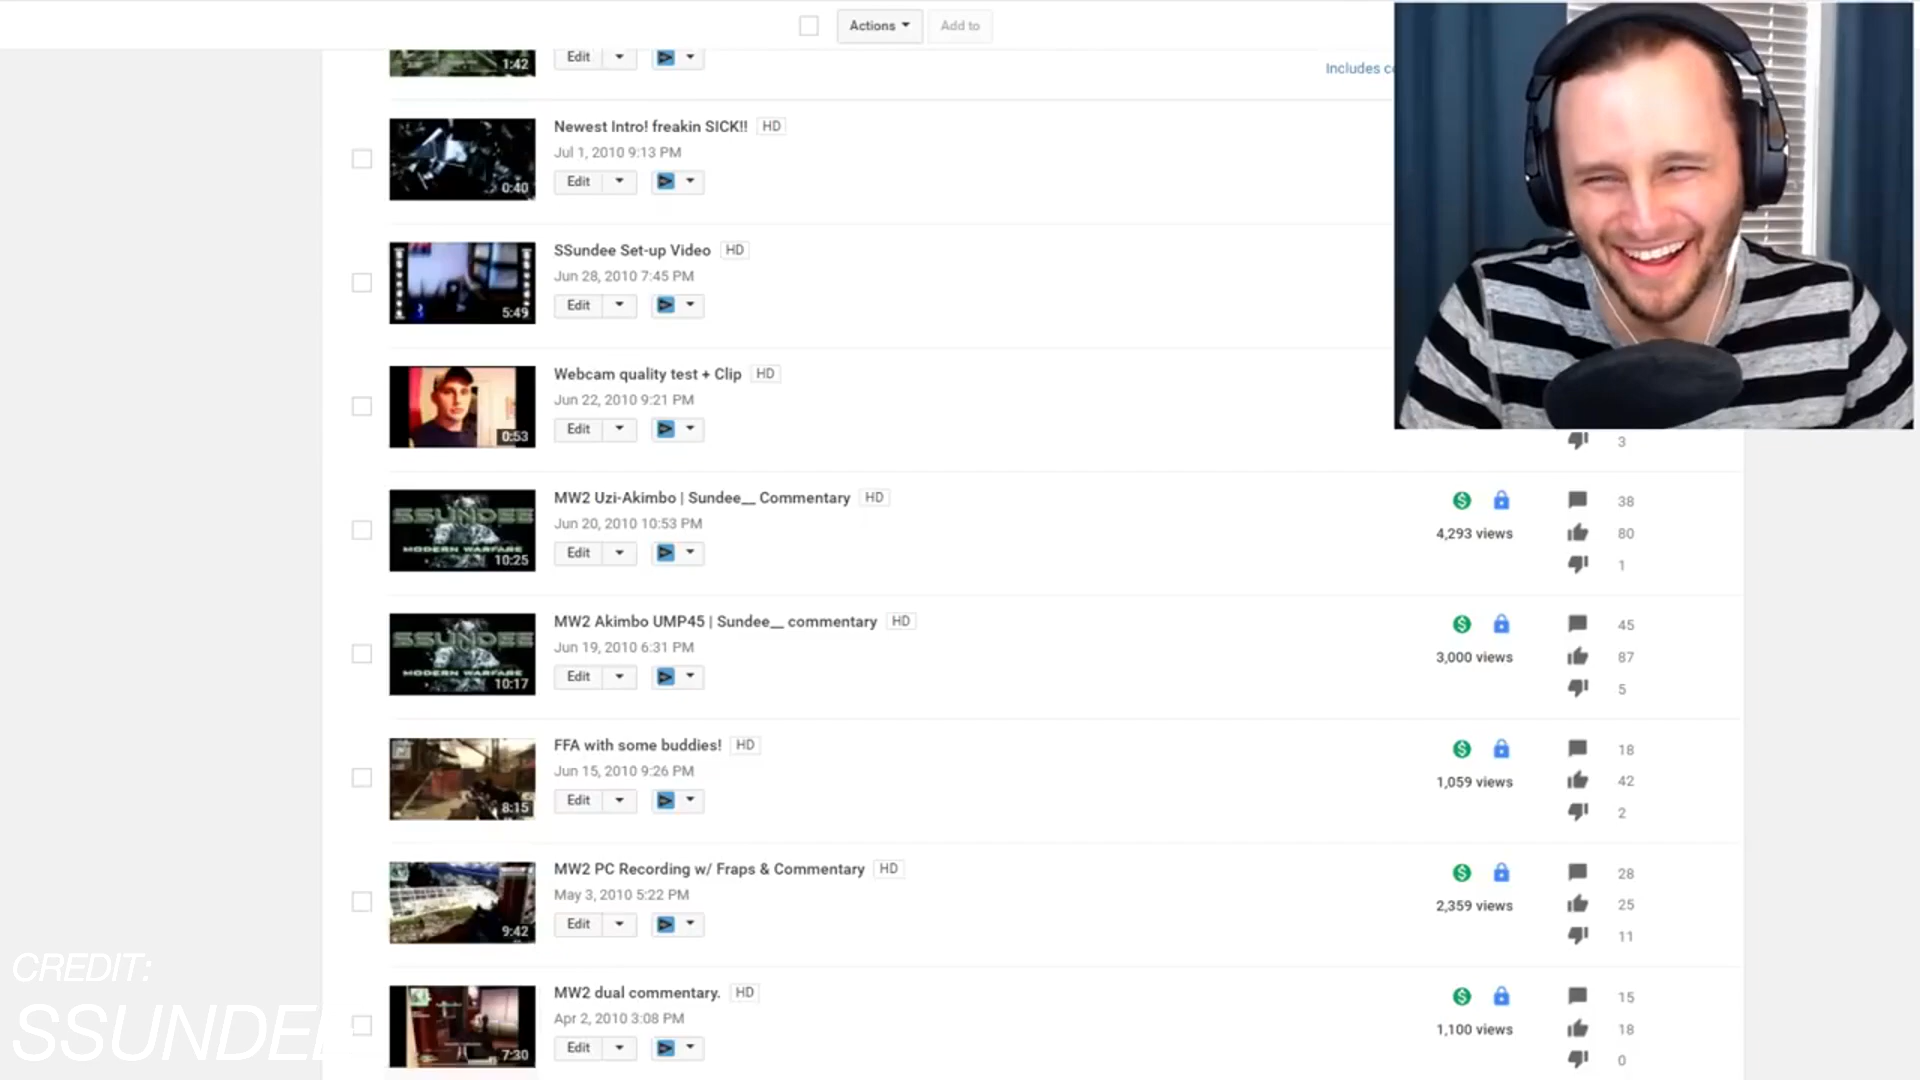 Actions
Add to
1:42
Edit
Includes c
Newest Intro! freakin SICK!! HD
Jul 1, 2010 9:13 PM
0:40
Edit
SSundee Set-up Video HD
Jun 28, 2010 7:45 PM
5:49
Edit
Webcam quality test + Clip HD
Jun 22, 2010 9:21 PM
0:53
Edit
3
MW2 Uzi-Akimbo | Sundee__ Commentary HD
Jun 20, 2010 10:53 PM
SSUNDEE
MODERN WARFARE
10:25
Edit
4,293 views
38
80
1
MW2 Akimbo UMP45 | Sundee__ commentary HD
Jun 19, 2010 6:31 PM
SSUNDEE
MODERN WARFARE
10:17
Edit
3,000 views
45
87
5
FFA with some buddies! HD
Jun 15, 2010 9:26 PM
8:15
Edit
1,059 views
18
42
2
MW2 PC Recording w/ Fraps & Commentary HD
May 3, 2010 5:22 PM
9:42
Edit
2,359 views
28
25
11
MW2 dual commentary. HD
Apr 2, 2010 3:08 PM
7:30
Edit
1,100 views
15
18
0
CREDIT:
SSUNDEE